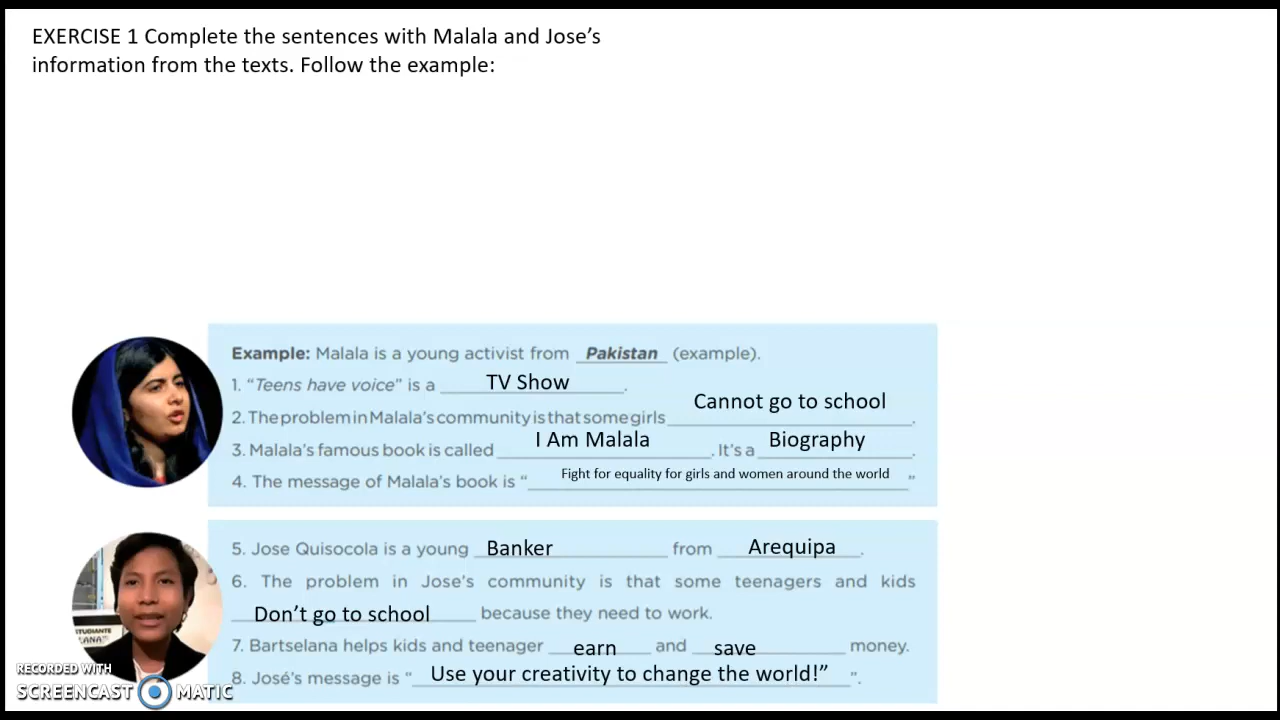 EXERCISE 1 Complete the sentences with Malala and Jose's
information from the texts. Follow the example:
Example: Malala is a young activist from Pakistan (example).
1. "Teens have voice" is a TV Show.
2. The problem in Malala's community is that some girls Cannot go to school.
3. Malala's famous book is called I Am Malala. It's a Biography.
4. The message of Malala's book is "Fight for equality for girls and women around the world"
5. Jose Quisocola is a young Banker from Arequipa.
6. The problem in Jose's community is that some teenagers and kids
Don't go to school because they need to work.
7. Bartselana helps kids and teenager earn and save money.
8. José's message is "Use your creativity to change the world!"".
TUDIANTE
RECORDED WITH
SCREENCAST MATIC